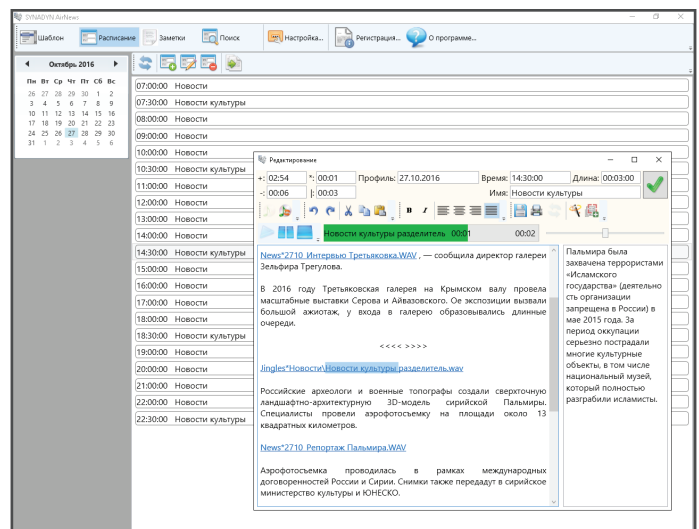 SYNADYN AirNews
Шаблон Расписание Заметки Поиск Настройка... Регистрация... О программе...
Октябрь 2016
Пн Вт Ср Чт Пт Сб Вс
26 27 28 29 30 1 2
3 4 5 6 7 8 9
10 11 12 13 14 15 16
17 18 19 20 21 22 23
24 25 26 27 28 29 30
31 1 2 3 4 5 6
07:00:00 Новости
07:30:00 Новости культуры
08:00:00 Новости
09:00:00 Новости
10:00:00 Новости
10:30:00 Новости культуры
11:00:00 Новости
12:00:00 Новости
13:00:00 Новости
14:00:00 Новости
14:30:00 Новости культуры
15:00:00 Новости
16:00:00 Новости
17:00:00 Новости
18:00:00 Новости
18:30:00 Новости культуры
19:00:00 Новости
20:00:00 Новости
21:00:00 Новости
22:00:00 Новости
22:30:00 Новости культуры
Редактирование
+: 02:54 *: 00:01 Профиль: 27.10.2016 Время: 14:30:00 Длина: 00:03:00
-: 00:06 |: 00:03 Имя: Новости культуры
Новости культуры разделитель 00:01 00:02
News*2710_Интервью Третьяковка.WAV , — сообщила директор галереи
Зельфира Трегулова.
В 2016 году Третьяковская галерея на Крымском валу провела
масштабные выставки Серова и Айвазовского. Ое экспозиции вызвали
большой ажиотаж, у входа в галерею образовывались длинные
очереди.
<<<< >>>>
Jingles*Новости\Новости культуры разделитель.wav
Российские археологи и военные топографы создали сверхточную
ландшафтно-архитектурную 3D-модель сирийской Пальмиры.
Специалисты провели аэрофотосъемку на площади около 13
квадратных километров.
News*2710_Репортаж Пальмира.WAV
Аэрофотосъемка проводилась в рамках международных
договоренностей России и Сирии. Снимки также передадут в сирийское
министерство культуры и ЮНЕСКО.
Пальмира была
захвачена террористами
«Исламского
государства» (деятельно
сть организации
запрещена в России) в
мае 2015 года. За
период оккупации
серьезно пострадали
многие культурные
объекты, в том числе
национальный музей,
который полностью
разграбили исламисты.